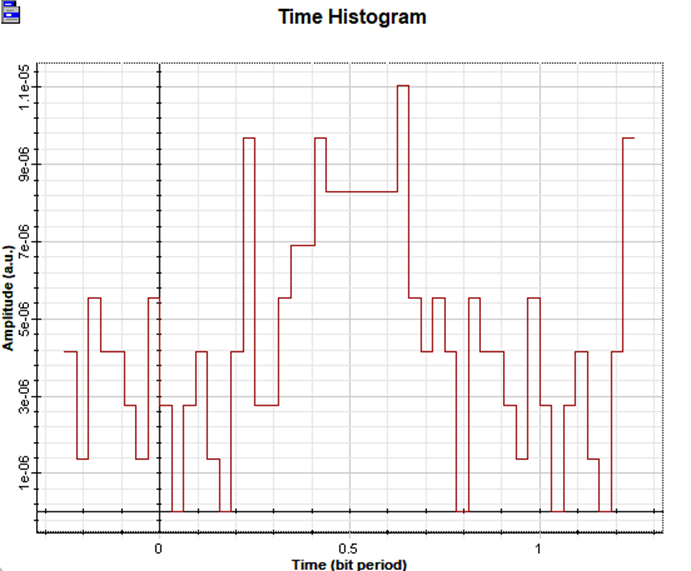 Time Histogram
1.1e-05
9e-06
7e-06
5e-06
3e-06
1e-06
Amplitude (a.u.)
0
0.5
1
Time (bit period)